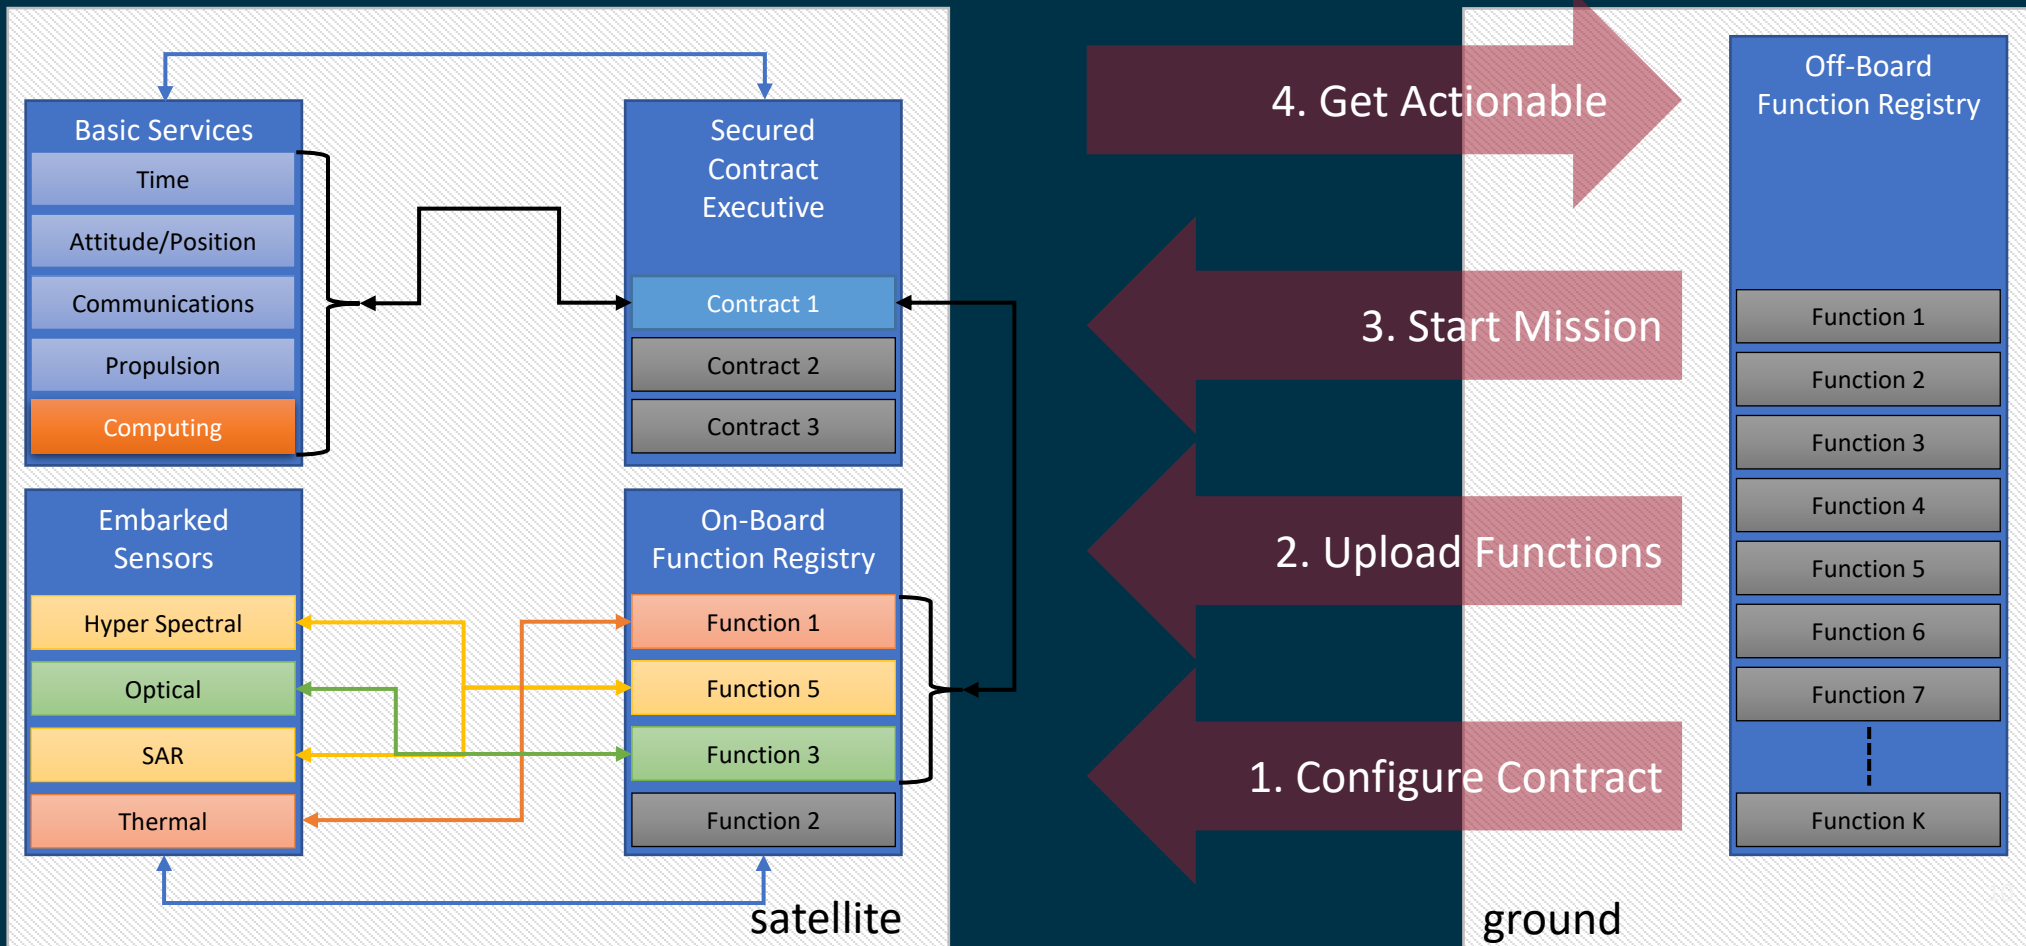 Basic Services
Time
Attitude/Position
Communications
Propulsion
Computing
Secured
Contract
Executive
Contract 1
Contract 2
Contract 3
Embarked
Sensors
Hyper Spectral
Optical
SAR
Thermal
On-Board
Function Registry
Function 1
Function 5
Function 3
Function 2
satellite
4. Get Actionable
3. Start Mission
2. Upload Functions
1. Configure Contract
Off-Board
Function Registry
Function 1
Function 2
Function 3
Function 4
Function 5
Function 6
Function 7
Function K
ground